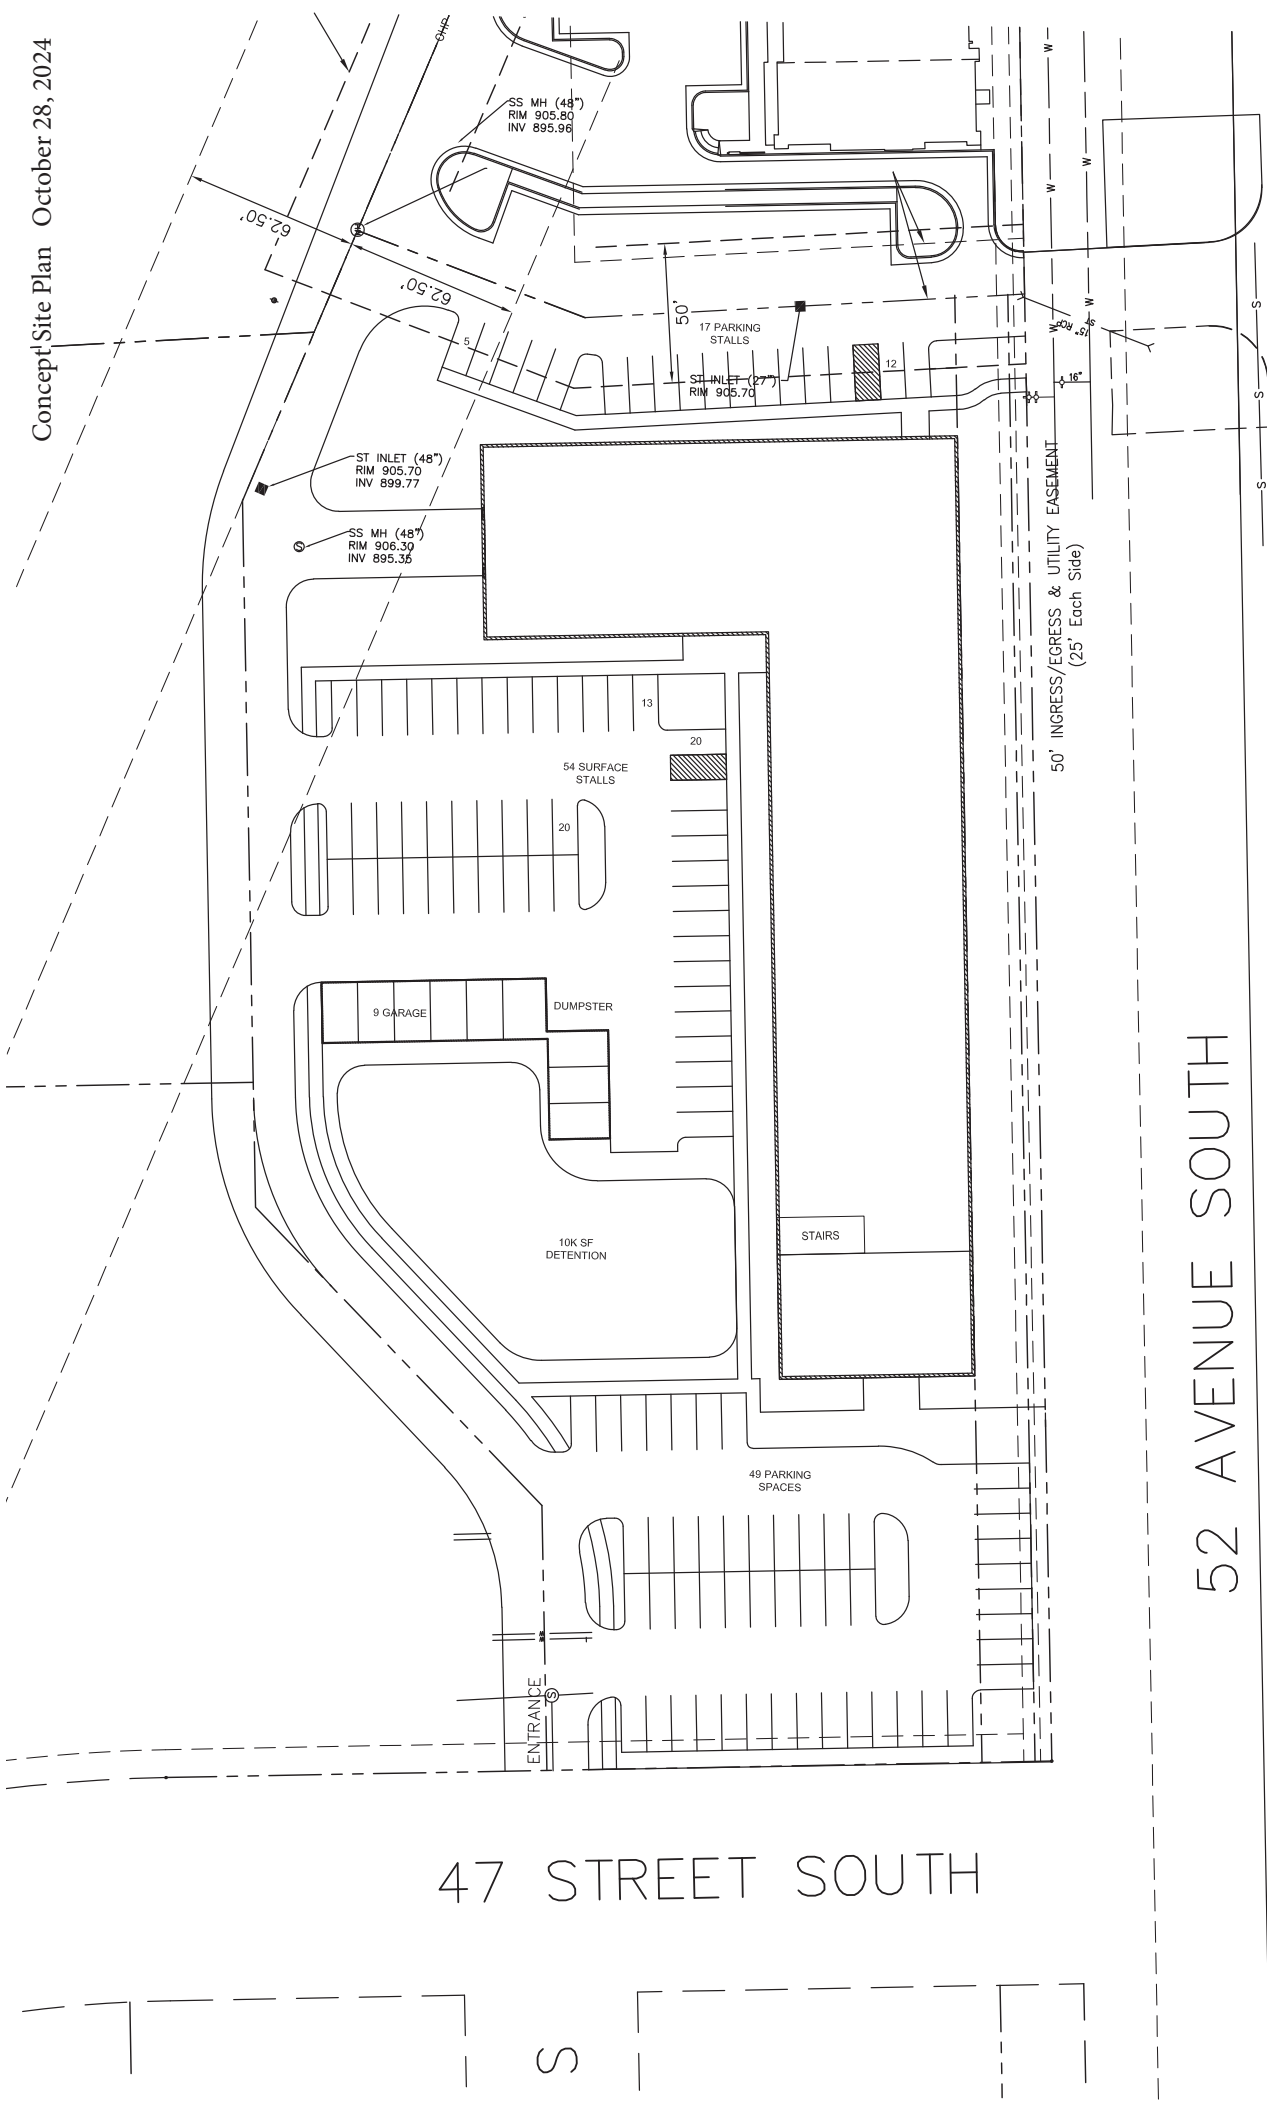 Concept Site Plan   October 28, 2024
OHP
SS MH (48")
RIM 905.80
INV 895.96
62.50'
62.50'
50'
17 PARKING
STALLS
5
12
ST INLET (27")
RIM 905.70
15" RCP
ST
W
W
W
W
W
W
16"
S
S
S
ST INLET (48")
RIM 905.70
INV 899.77
S
SS MH (48")
RIM 906.30
INV 895.35
50' INGRESS/EGRESS & UTILITY EASEMENT
(25' Each Side)
13
20
54 SURFACE
STALLS
20
9 GARAGE
DUMPSTER
10K SF
DETENTION
STAIRS
49 PARKING
SPACES
ENTRANCE
S
52 AVENUE SOUTH
47 STREET SOUTH
S